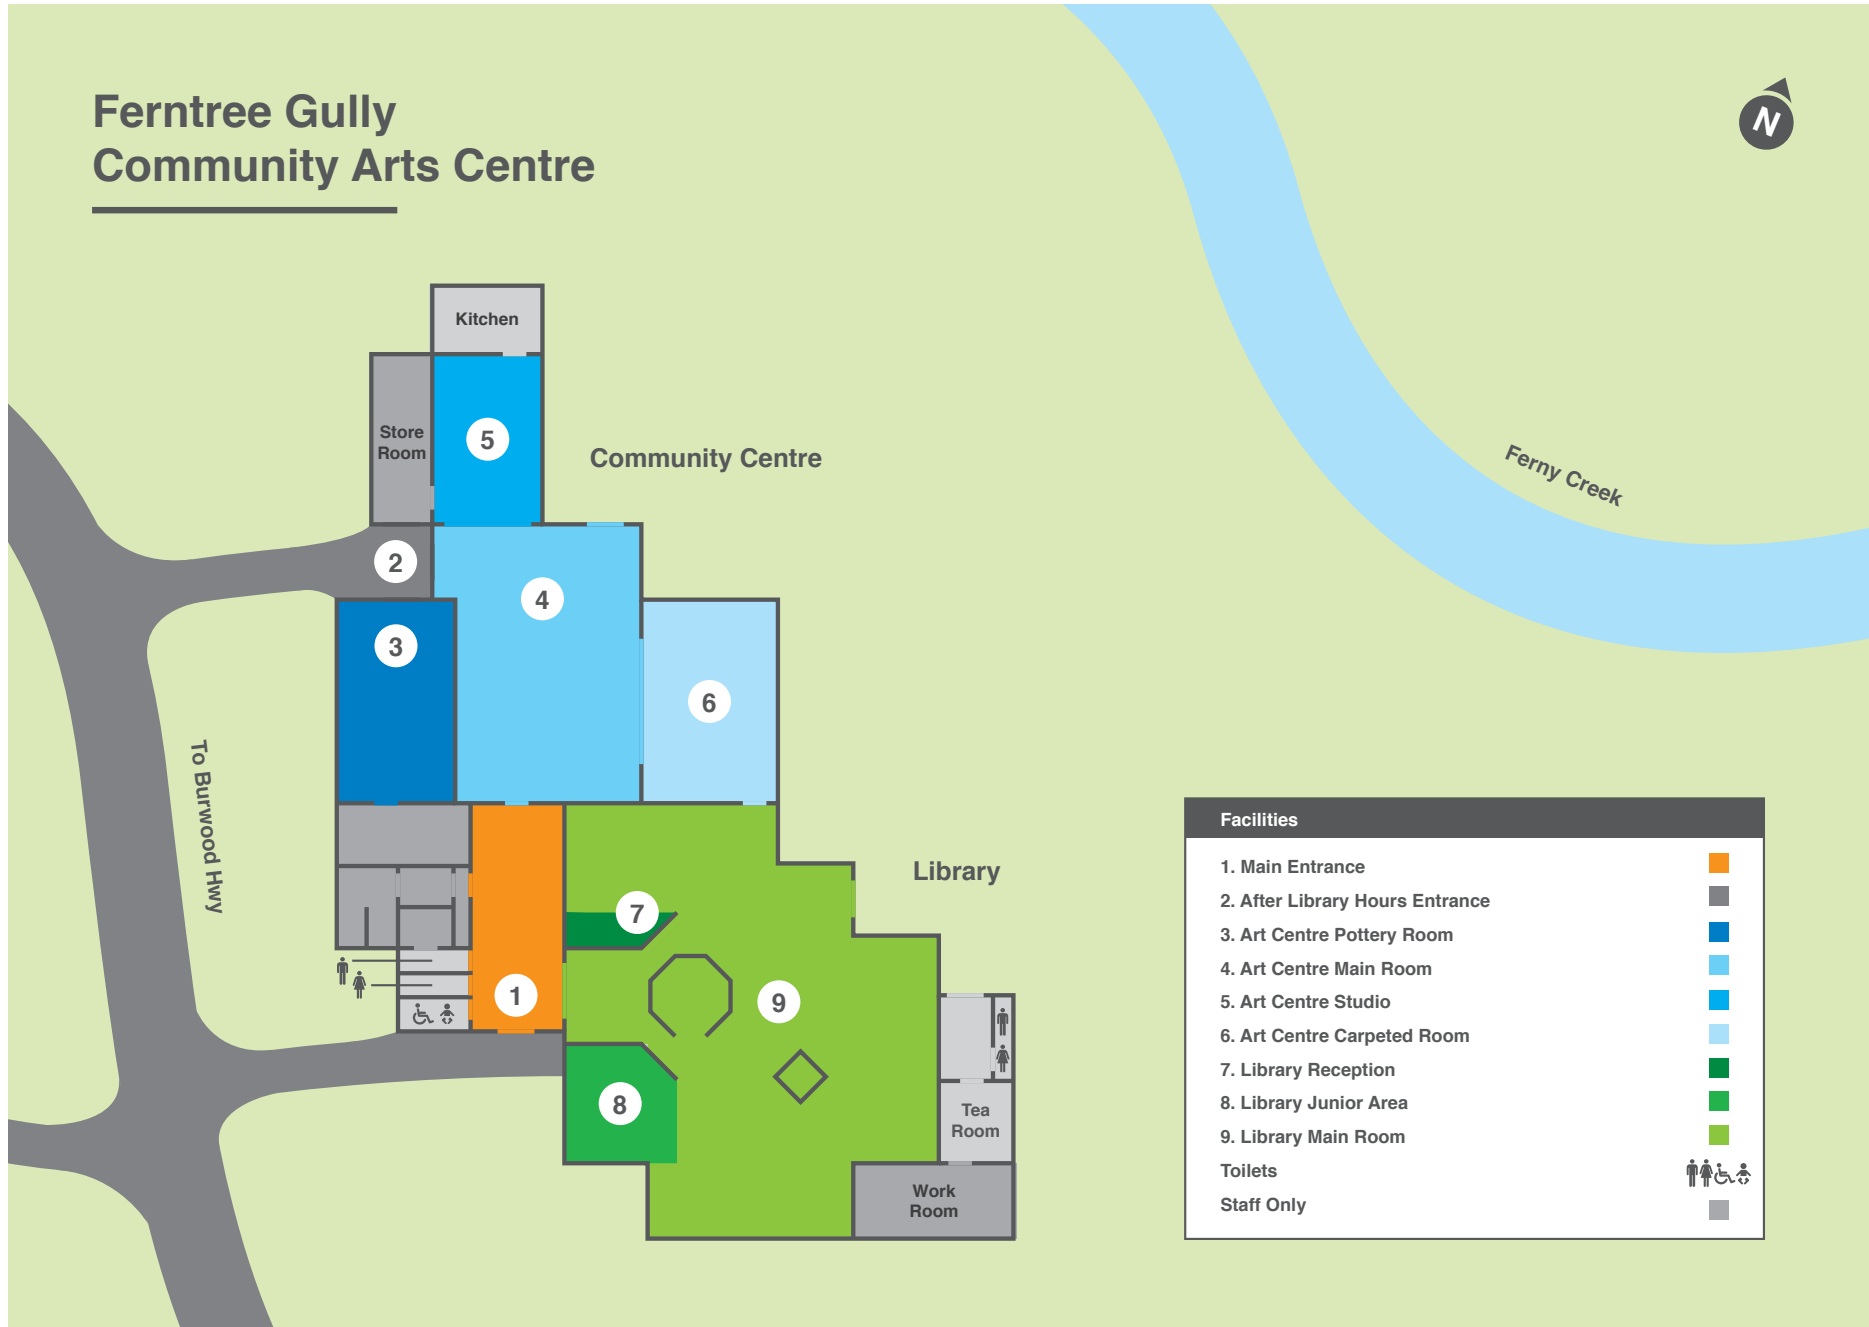 Ferntree Gully
Community Arts Centre
N
Kitchen
Store
Room
5
Community Centre
Ferny Creek
2
4
3
6
To Burwood Hwy
Library
7
1
9
8
Tea
Room
Work
Room
Facilities
1. Main Entrance
2. After Library Hours Entrance
3. Art Centre Pottery Room
4. Art Centre Main Room
5. Art Centre Studio
6. Art Centre Carpeted Room
7. Library Reception
8. Library Junior Area
9. Library Main Room
Toilets
Staff Only